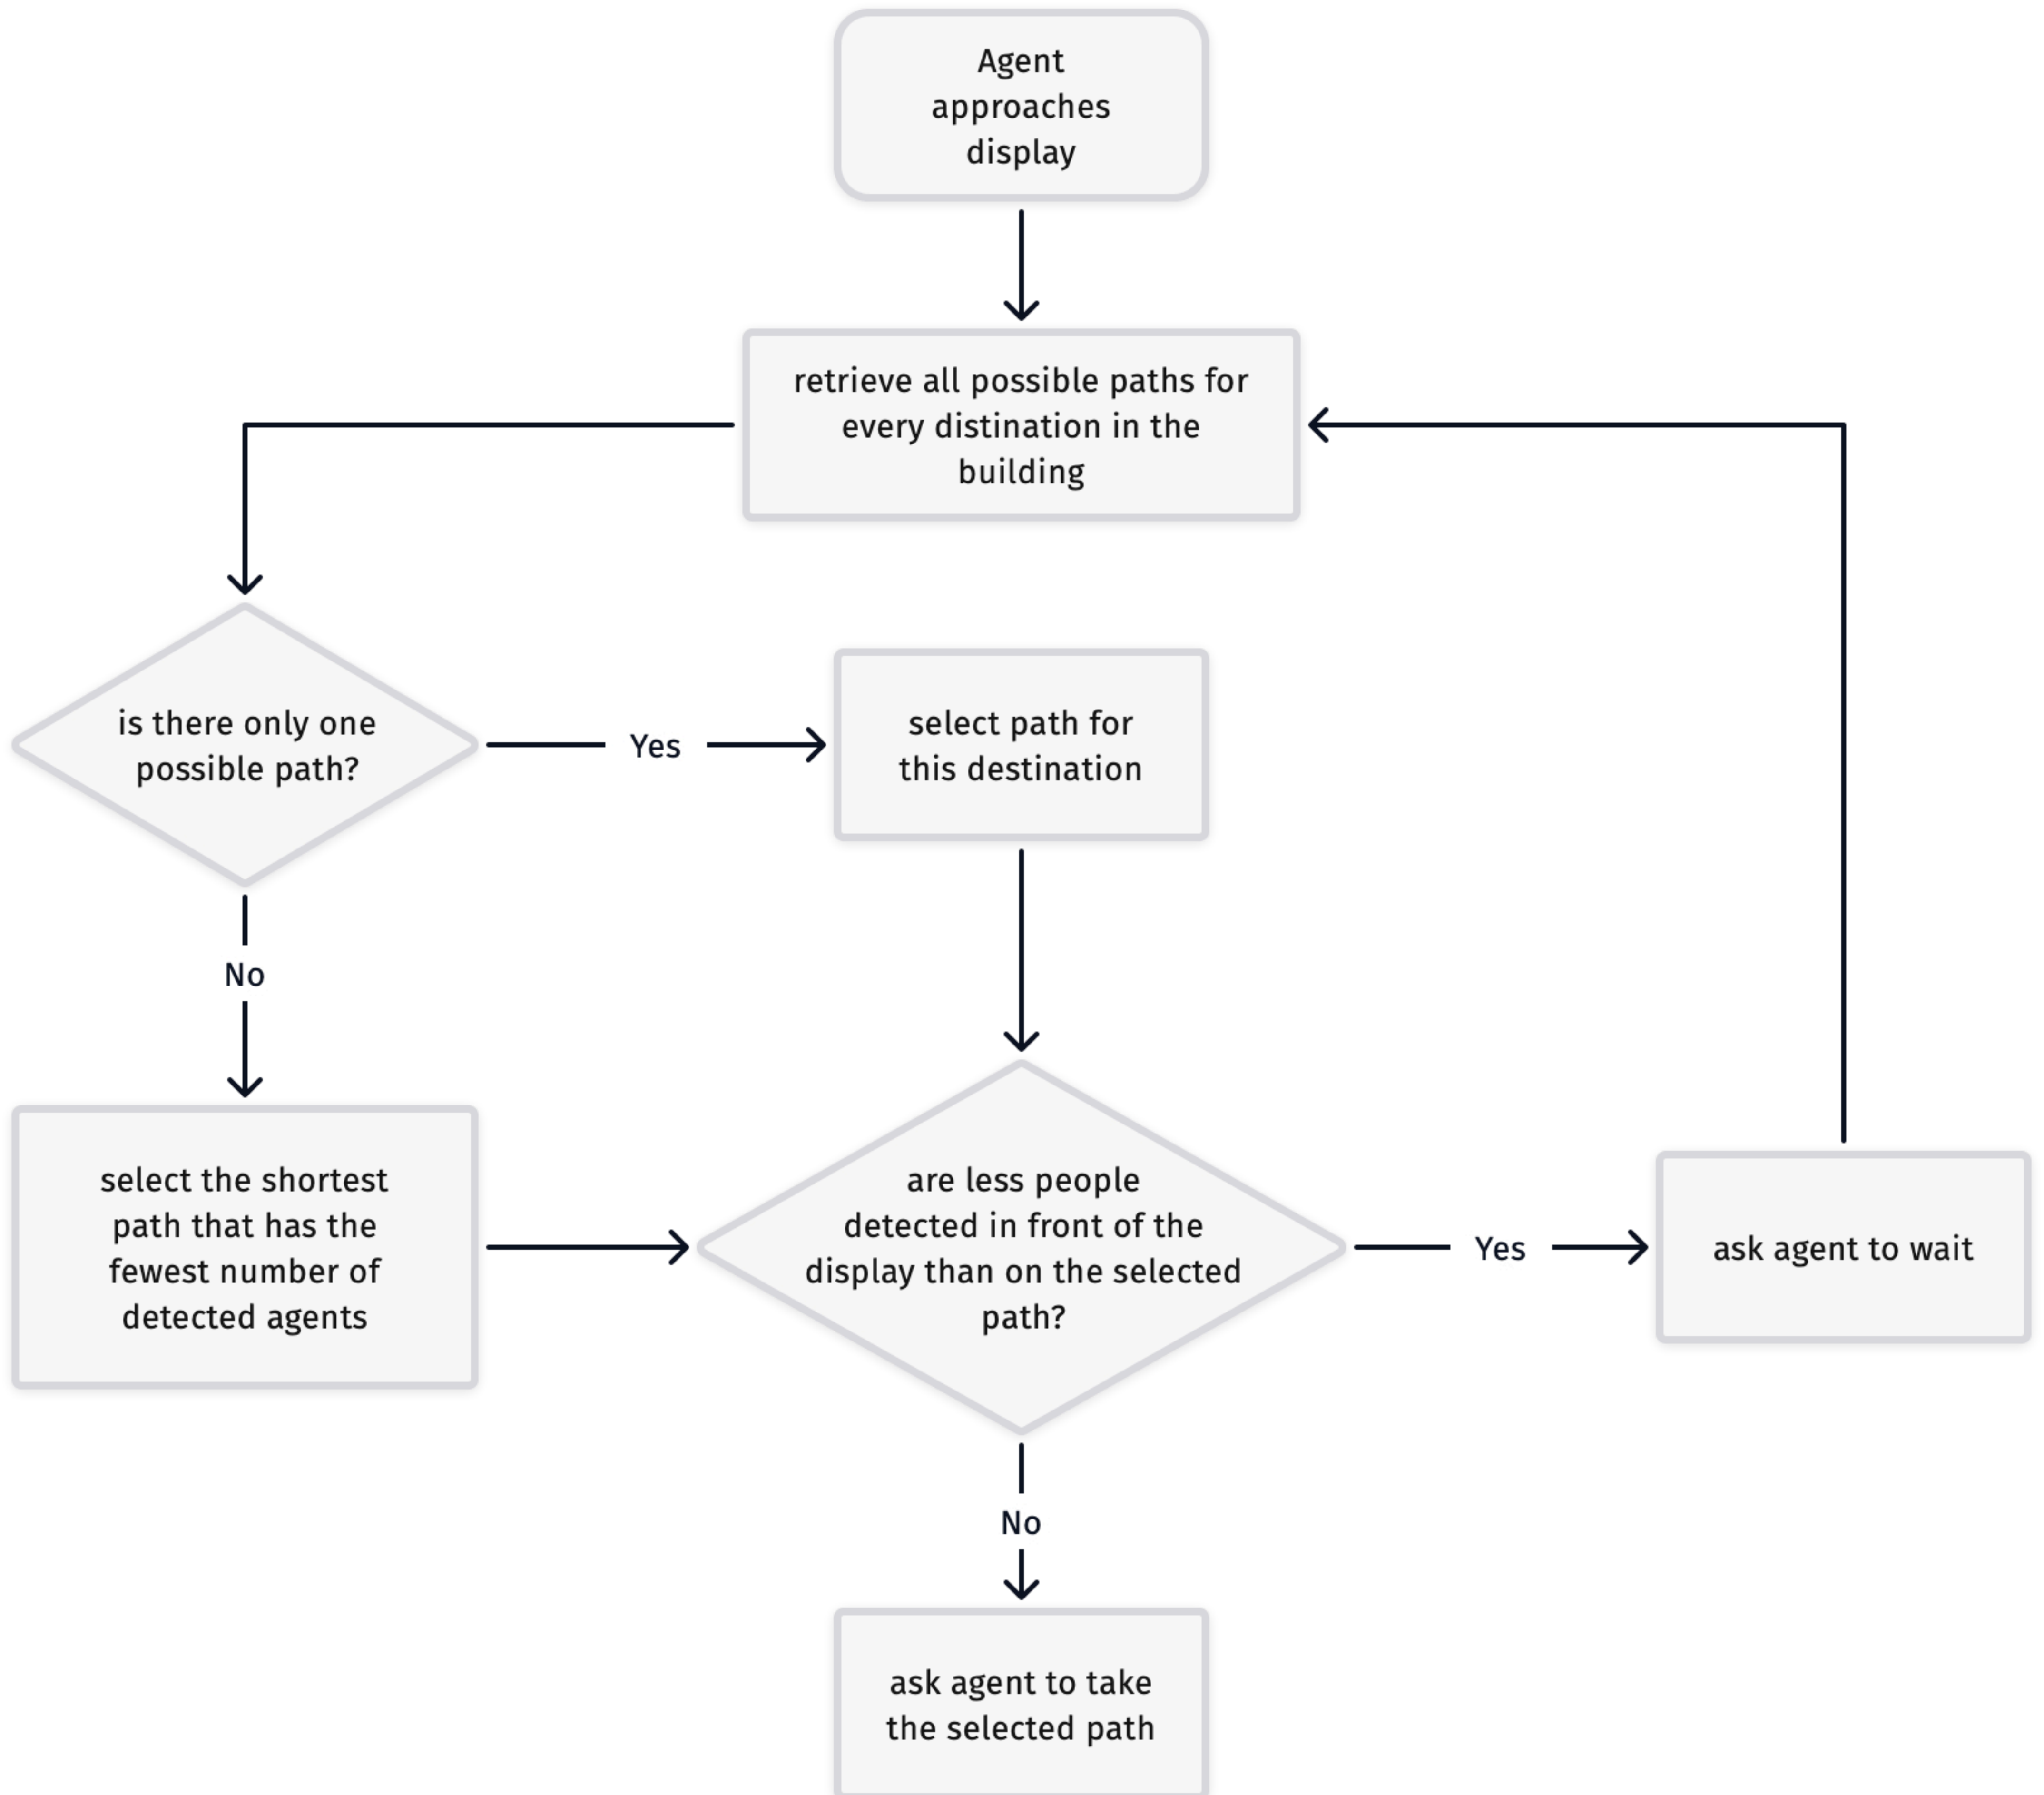 Agent
approaches
display
retrieve all possible paths for
every distination in the
building
is there only one
possible path?
Yes
select path for
this destination
No
select the shortest
path that has the
fewest number of
detected agents
are less people
detected in front of the
display than on the selected
path?
Yes
ask agent to wait
No
ask agent to take
the selected path